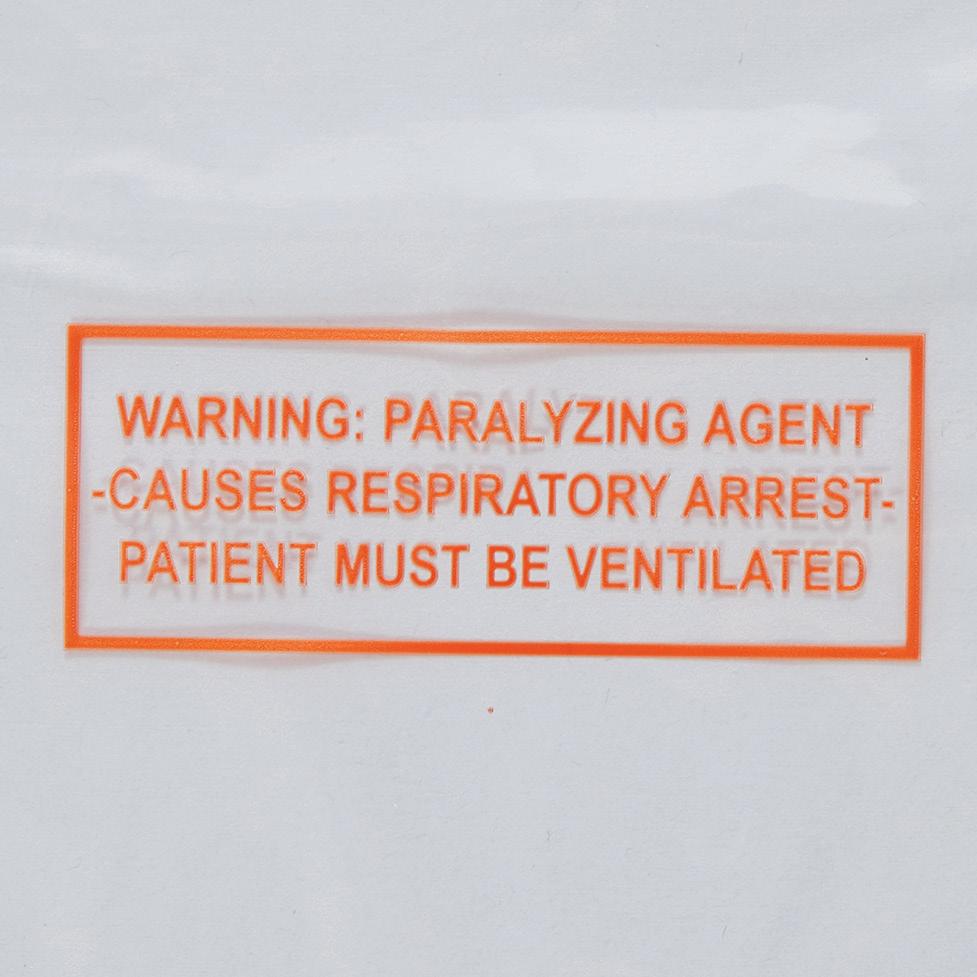 WARNING: PARALYZING AGENT
-CAUSES RESPIRATORY ARREST-
PATIENT MUST BE VENTILATED